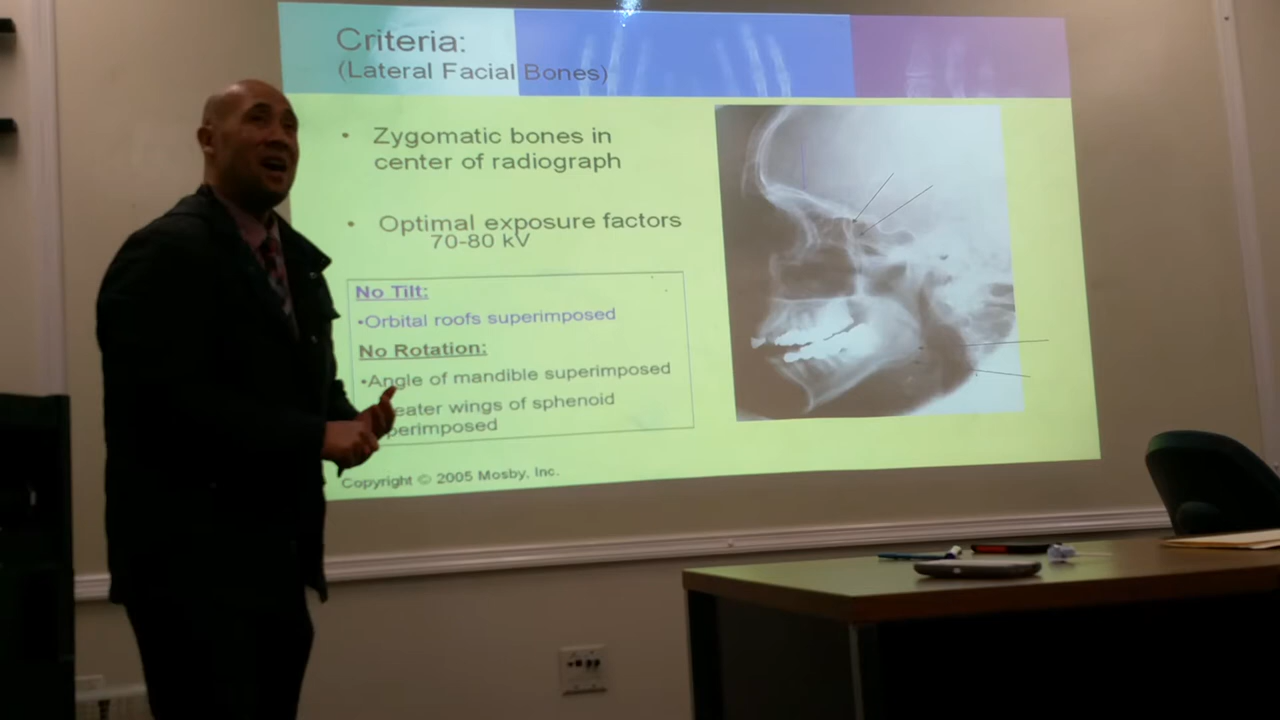 Criteria:
(Lateral Facial Bones)
• Zygomatic bones in
center of radiograph
• Optimal exposure factors
70-80 kV
No Tilt:
•Orbital roofs superimposed
No Rotation:
•Angle of mandible superimposed
eater wings of sphenoid
perimposed
Copyright © 2005 Mosby, Inc.